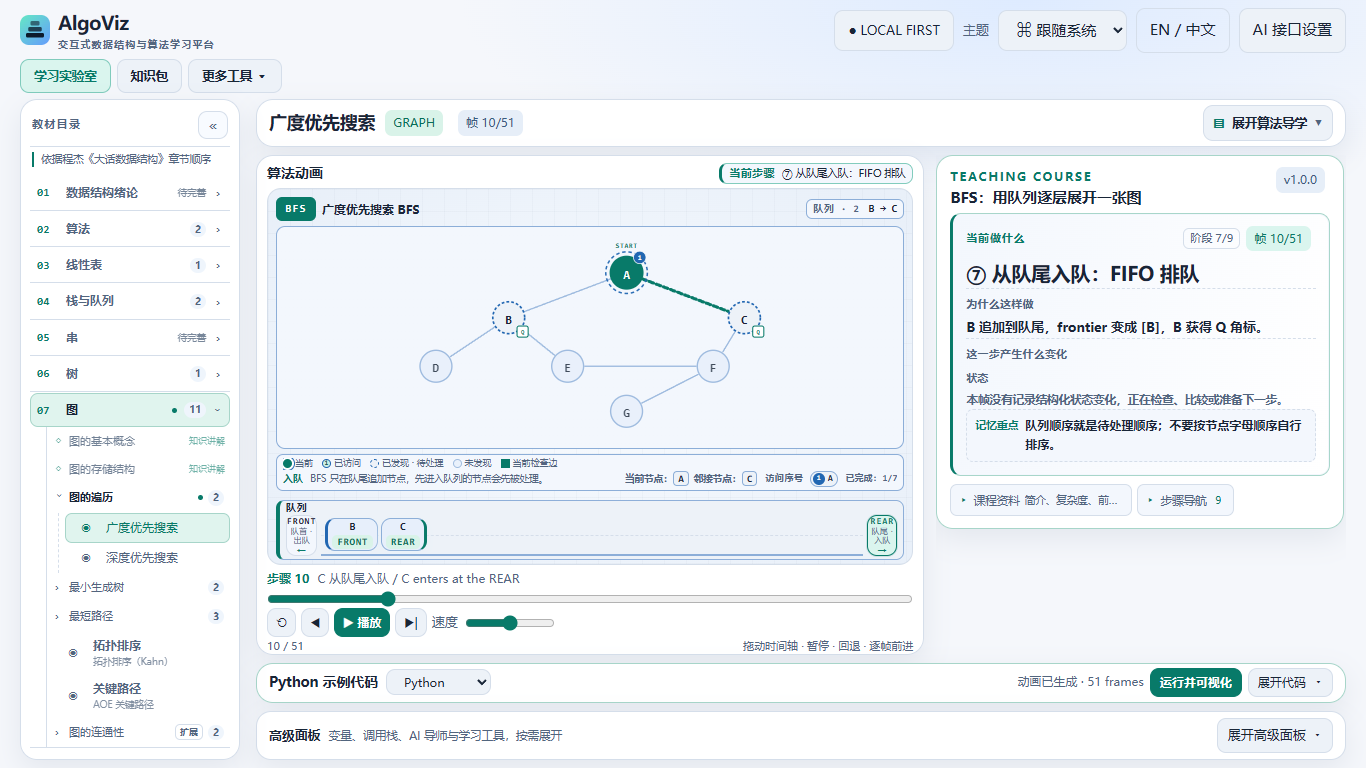 AlgoViz
交互式数据结构与算法学习平台
● LOCAL FIRST
主题
⌘ 跟随系统
EN / 中文
AI 接口设置
学习实验室
知识包
更多工具
教材目录
«
依据程杰《大话数据结构》章节顺序
01 数据结构绪论 待完善 ›
02 算法 2 ›
03 线性表 1 ›
04 栈与队列 2 ›
05 串 待完善 ›
06 树 1 ›
07 图 ● 11
图的基本概念 知识讲解
图的存储结构 知识讲解
图的遍历 ● 2
广度优先搜索
深度优先搜索
› 最小生成树 2
› 最短路径 3
拓扑排序
拓扑排序（Kahn）
关键路径
AOE 关键路径
› 图的连通性 扩展 2
广度优先搜索 GRAPH 帧 10/51
展开算法导学
算法动画
当前步骤 ⑦ 从队尾入队：FIFO 排队
BFS 广度优先搜索 BFS
队列 · 2 B → C
START
A 1
B Q
C Q
D
E
F
G
当前 1 已访问 已发现 · 待处理 未发现 当前检查边
入队 BFS 只在队尾追加节点，先进入队列的节点会先被处理。
当前节点： A 邻接节点： C 访问序号 1 A 已完成：1/7
队列
FRONT
队首 ·
出队
←
B
FRONT
C
REAR
REAR
队尾 ·
入队
→
步骤 10 C 从队尾入队 / C enters at the REAR
▶ 播放
速度
10 / 51
拖动时间轴 · 暂停 · 回退 · 逐帧前进
TEACHING COURSE
BFS：用队列逐层展开一张图
v1.0.0
当前做什么
阶段 7/9
帧 10/51
⑦ 从队尾入队：FIFO 排队
为什么这样做
B 追加到队尾，frontier 变成 [B]，B 获得 Q 角标。
这一步产生什么变化
状态
本帧没有记录结构化状态变化，正在检查、比较或准备下一步。
记忆重点 队列顺序就是待处理顺序；不要按节点字母顺序自行
排序。
课程资料 简介、复杂度、前…
步骤导航 9
Python 示例代码
Python
动画已生成 · 51 frames
运行并可视化
展开代码
高级面板 变量、调用栈、AI 导师与学习工具，按需展开
展开高级面板